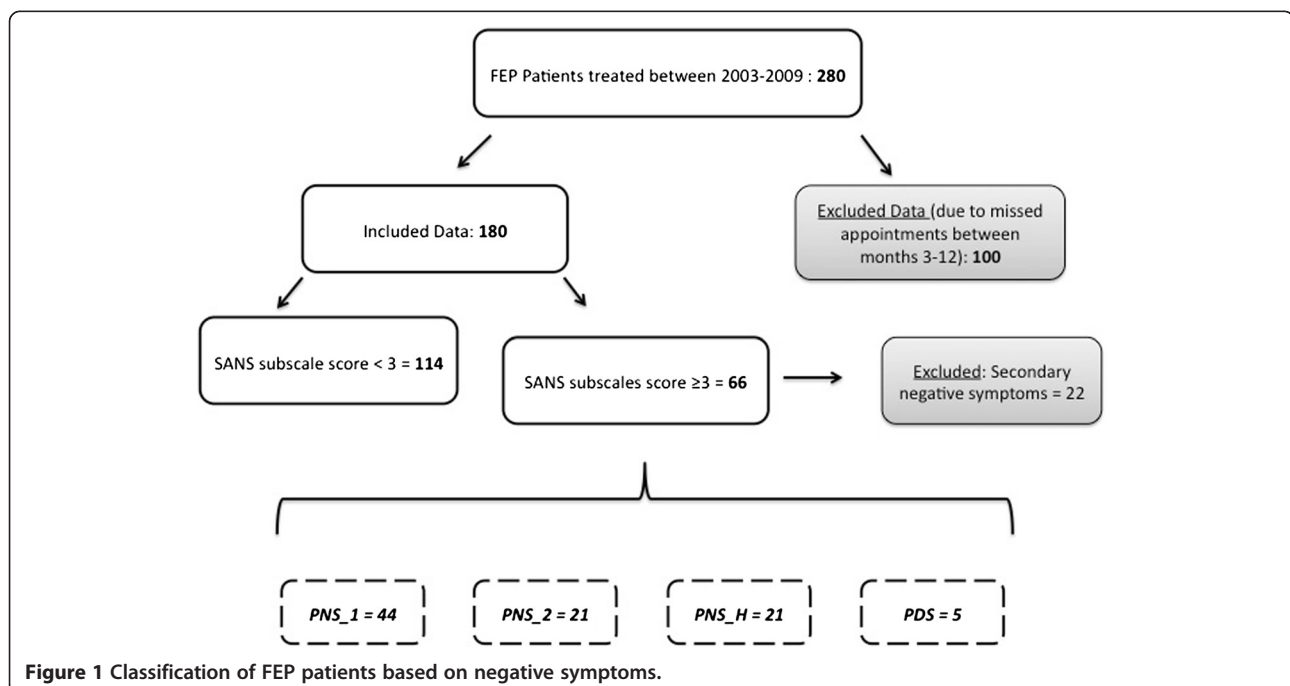 FEP Patients treated between 2003-2009 : 280
Included Data: 180
Excluded Data (due to missed
appointments between
months 3-12): 100
SANS subscale score < 3 = 114
SANS subscales score ≥3 = 66
Excluded: Secondary
negative symptoms = 22
PNS_1 = 44
PNS_2 = 21
PNS_H = 21
PDS = 5
Figure 1 Classification of FEP patients based on negative symptoms.